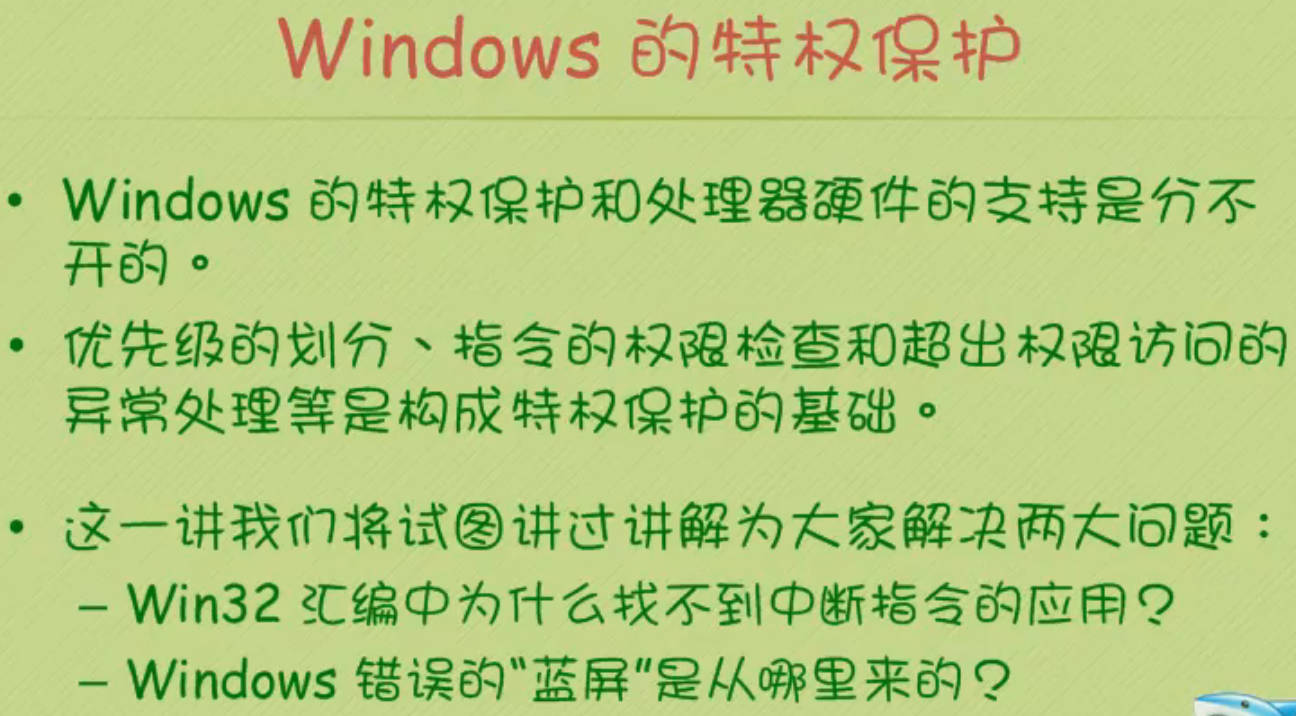 Windows 的特权保护
• Windows 的特权保护和处理器硬件的支持是分不
开的。
• 优先级的划分、指令的权限检查和超出权限访问的
异常处理等是构成特权保护的基础。
• 这一讲我们将试图讲过讲解为大家解决两大问题：
– Win32 汇编中为什么找不到中断指令的应用？
– Windows 错误的“蓝屏”是从哪里来的？